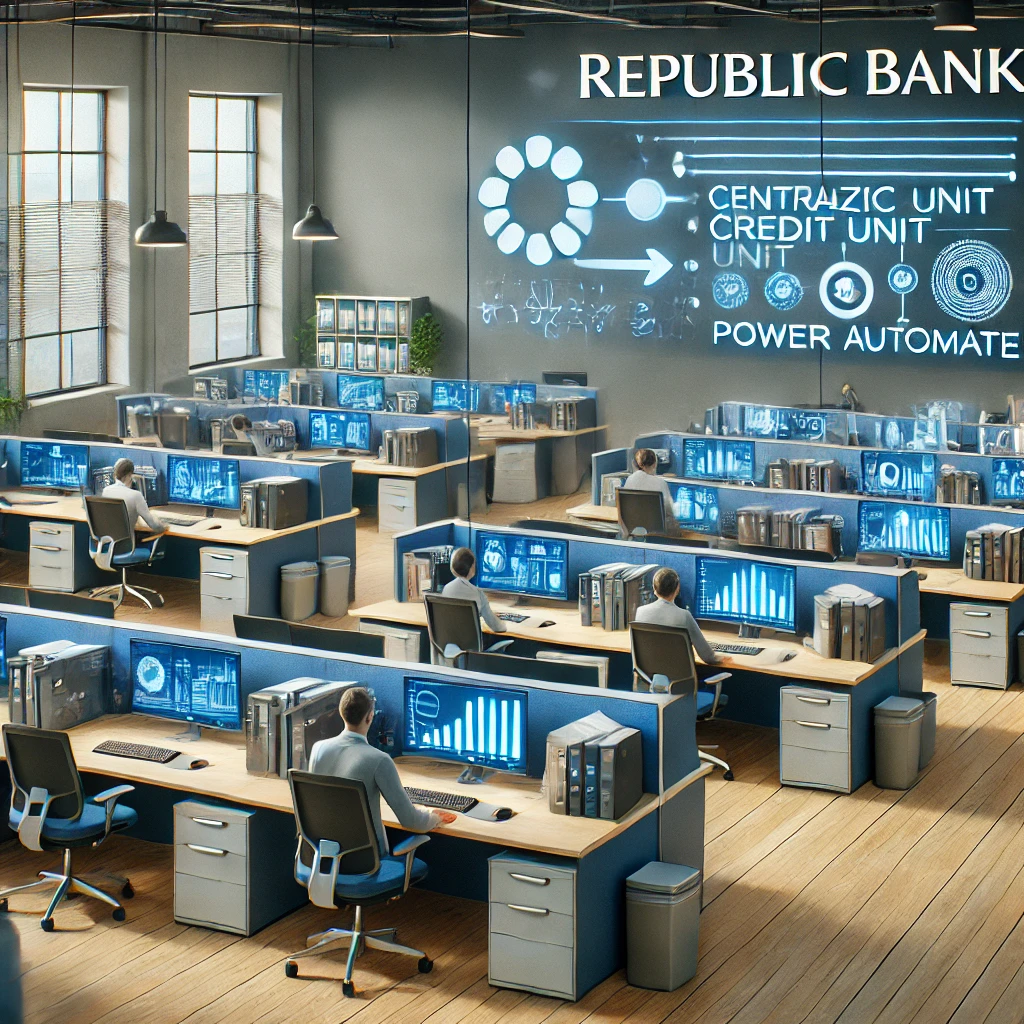 REPUBLIC BANK
CENTRAZIC UNIT
CREDIT UNIT
UNIT
POWER AUTOMATE